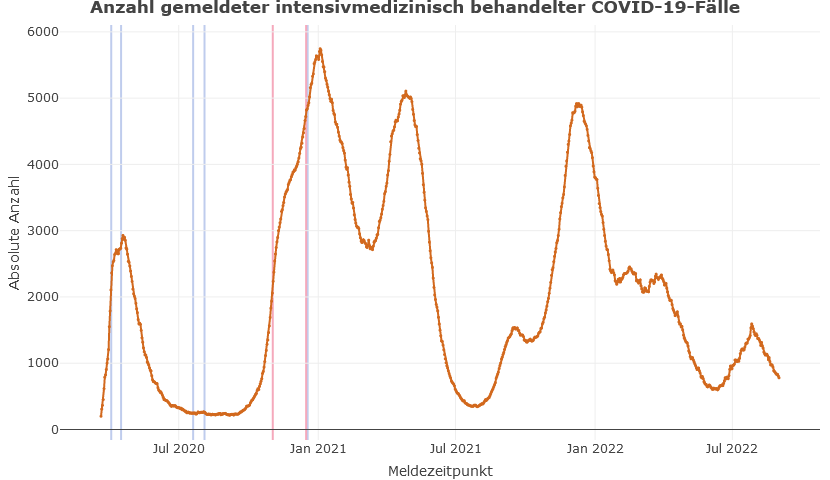 Anzahl gemeldeter intensivmedizinisch behandelter COVID-19-Fälle
6000
5000
4000
3000
2000
1000
0
Absolute Anzahl
Jul 2020
Jan 2021
Jul 2021
Jan 2022
Jul 2022
Meldezeitpunkt